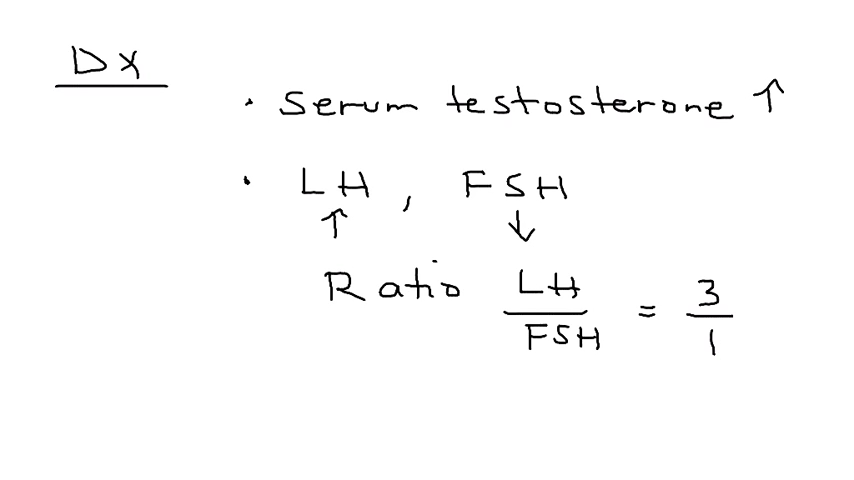 Dx
• Serum testosterone ↑
• LH, FSH
↑ ↓
Ratio LH/FSH = 3/1